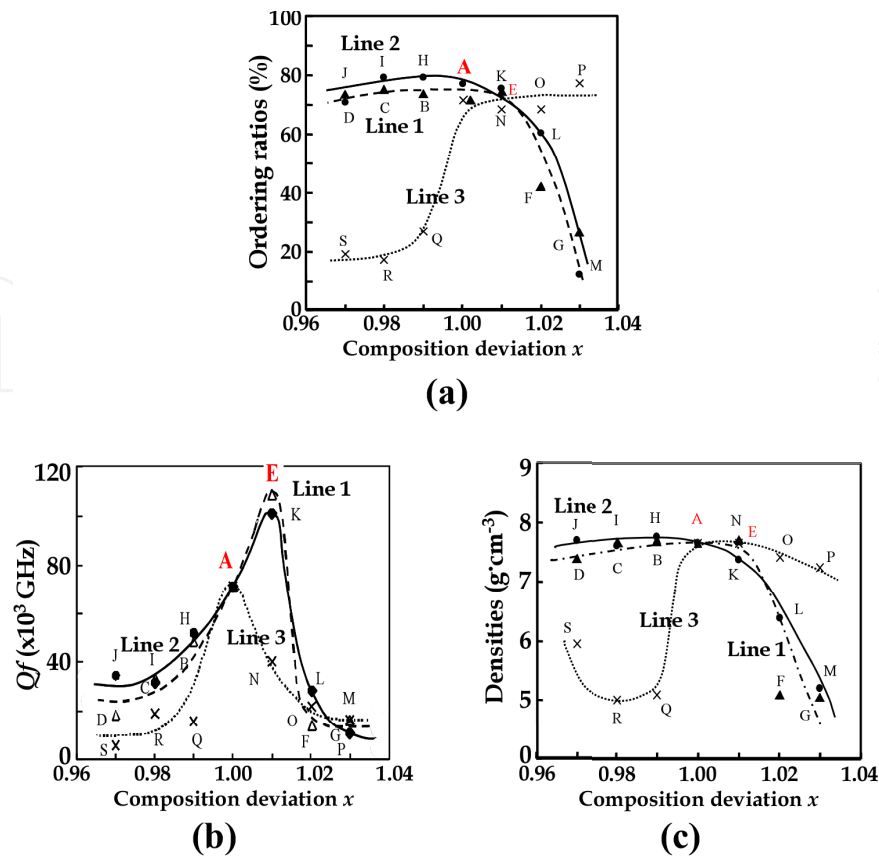 100
Line 2
J
I
H
A
K
E
O
P
80
D
C
B
N
Line 1
60
L
Line 3
F
40
S
R
Q
G
M
20
0
0.96
0.98
1.00
1.02
1.04
Ordering ratios (%)
Composition deviation x
(a)
120
E
Line 1
K
80
A
H
Line 2
Line 3
J
I
C
B
N
L
40
D
S
R
Q
O
F
G
P
M
0
0.96
0.98
1.00
1.02
1.04
Qf (x10³ GHz)
Composition deviation x
(b)
9
Line 2
J
I
H
A
N
E
O
P
8
D
C
B
K
7
Line 3
S
L
6
Line 1
M
R
Q
F
G
5
0
0.96
0.98
1.00
1.02
1.04
Densities (g•cm⁻³)
Composition deviation x
(c)